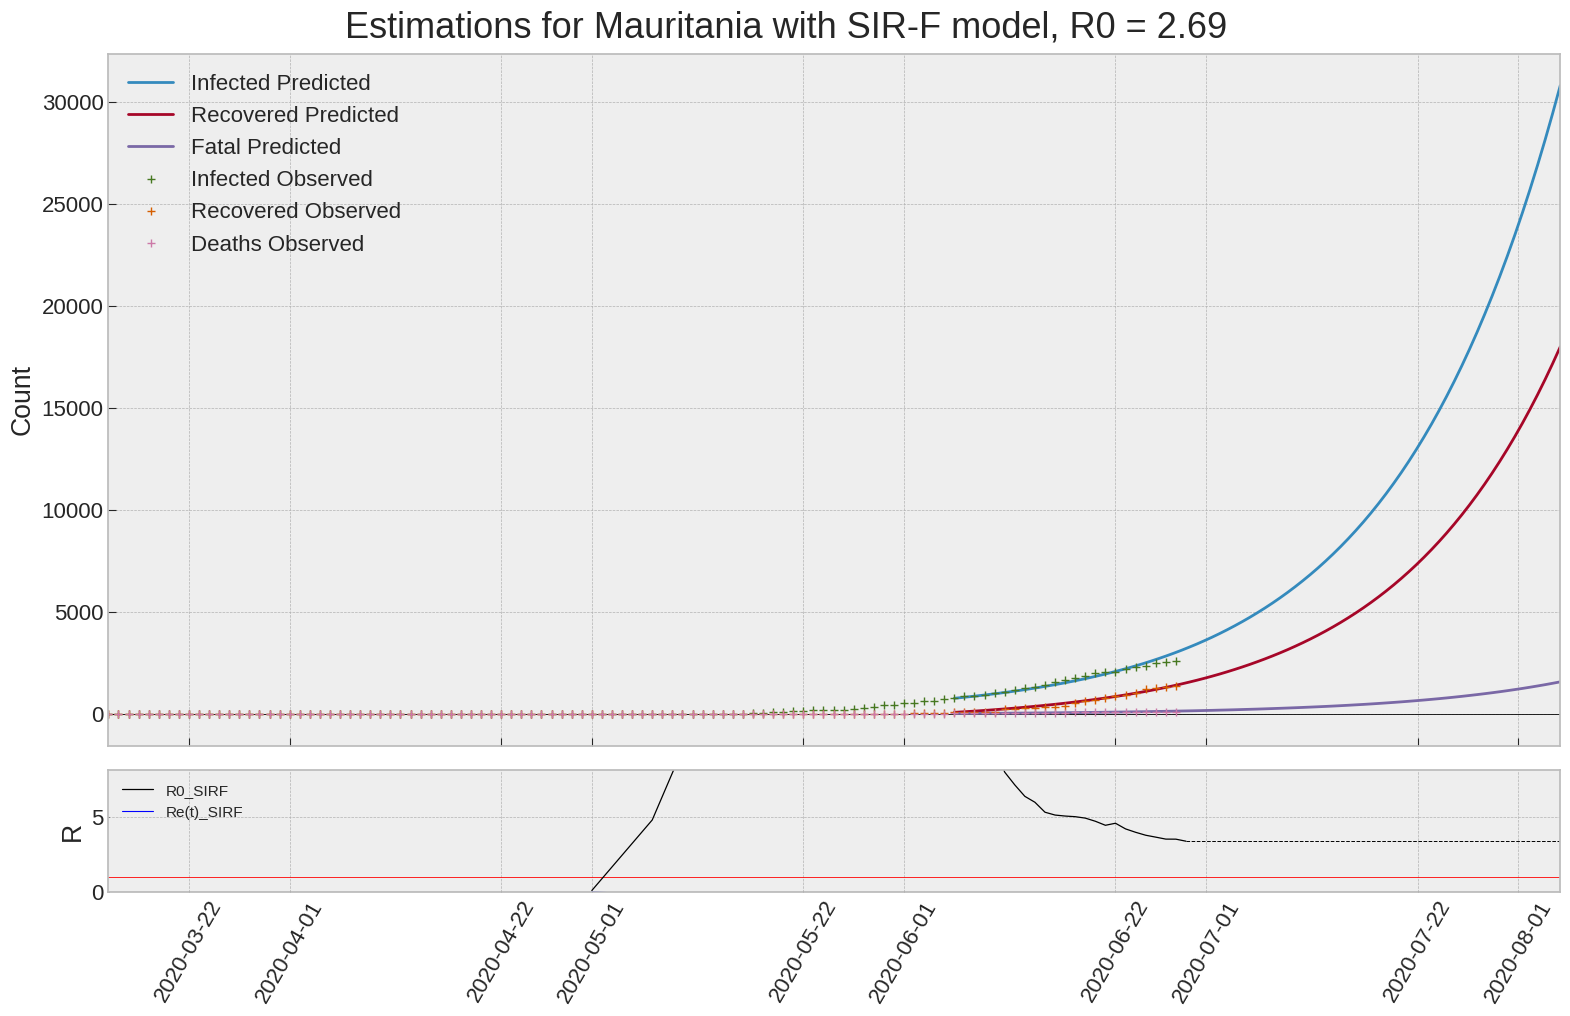 Estimations for Mauritania with SIR-F model, R0 = 2.69
Infected Predicted
Recovered Predicted
Fatal Predicted
Infected Observed
Recovered Observed
Deaths Observed
30000
25000
20000
15000
10000
5000
0
Count
R0_SIRF
Re(t)_SIRF
5
0
R
2020-03-22
2020-04-01
2020-04-22
2020-05-01
2020-05-22
2020-06-01
2020-06-22
2020-07-01
2020-07-22
2020-08-01